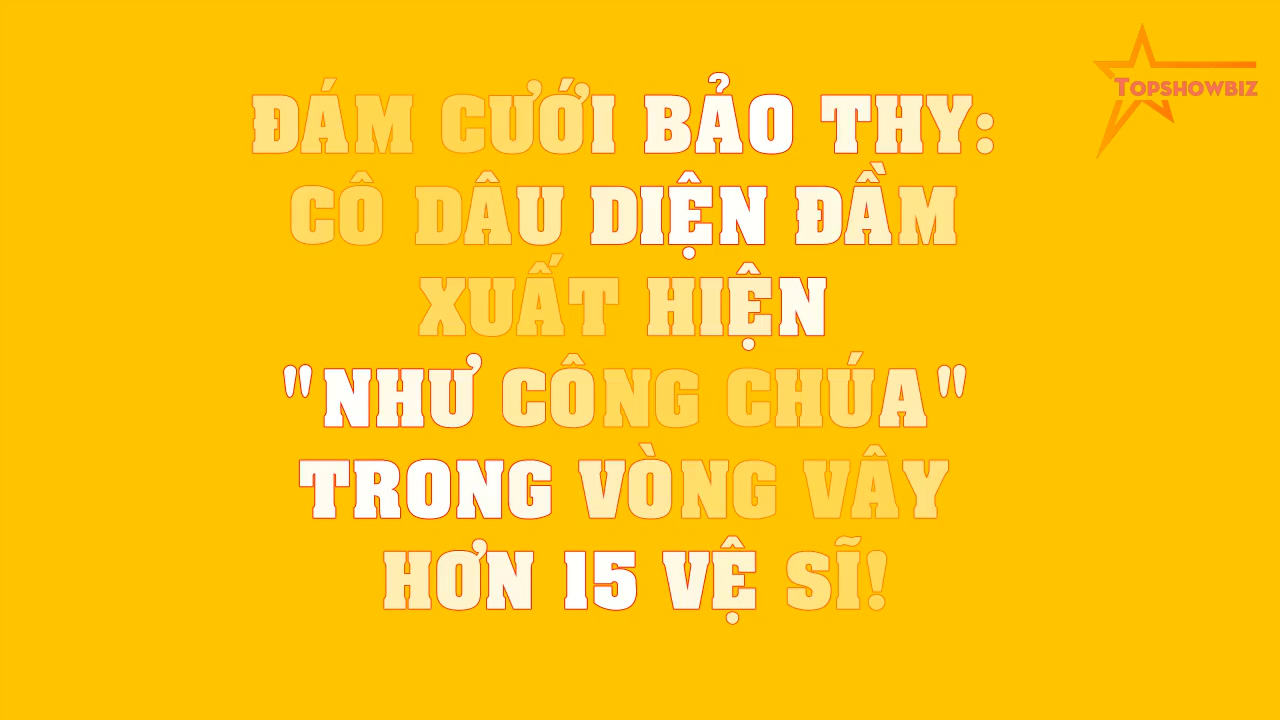 TOPSHOWBIZ
ĐÁM CƯỚI BẢO THY:
CÔ DÂU DIỆN ĐẦM
XUẤT HIỆN
"NHƯ CÔNG CHÚA"
TRONG VÒNG VÂY
HƠN 15 VỆ SĨ!